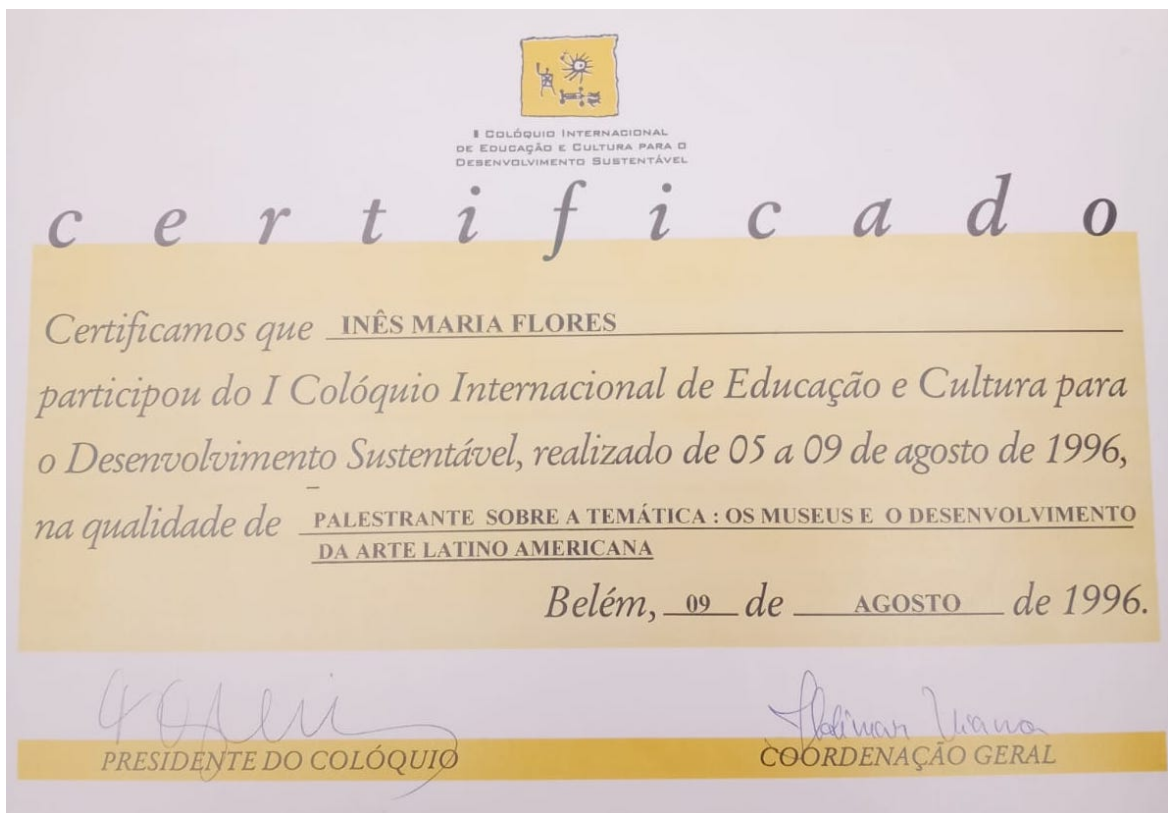 I COLÓQUIO INTERNACIONAL
DE EDUCAÇÃO E CULTURA PARA O
DESENVOLVIMENTO SUSTENTÁVEL
certificado
Certificamos que INÊS MARIA FLORES
participou do I Colóquio Internacional de Educação e Cultura para
o Desenvolvimento Sustentável, realizado de 05 a 09 de agosto de 1996,
na qualidade de PALESTRANTE SOBRE A TEMÁTICA : OS MUSEUS E O DESENVOLVIMENTO
DA ARTE LATINO AMERICANA
Belém, 09 de AGOSTO de 1996.
Viana
PRESIDENTE DO COLÓQUIO COORDENAÇÃO GERAL